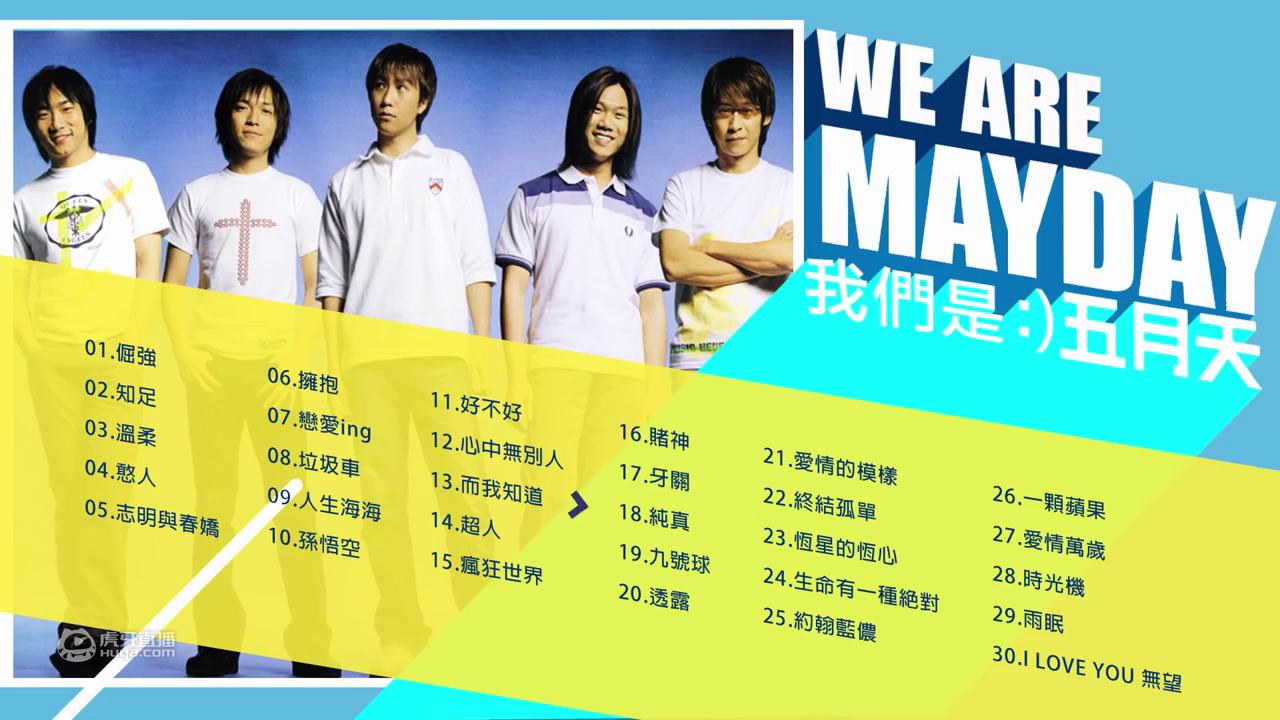 WE ARE
MAYDAY
我們是:)五月天
QUEEN
ANGELS
01.倔強
02.知足
03.溫柔
04.憨人
05.志明與春嬌
06.擁抱
07.戀愛ing
08.垃圾車
09.人生海海
10.孫悟空
11.好不好
12.心中無別人
13.而我知道
14.超人
15.瘋狂世界
16.賭神
17.牙關
18.純真
19.九號球
20.透露
21.愛情的模樣
22.終結孤單
23.恆星的恆心
24.生命有一種絕對
25.約翰藍儂
26.一顆蘋果
27.愛情萬歲
28.時光機
29.雨眠
30.I LOVE YOU 無望
虎牙直播
Huya.com